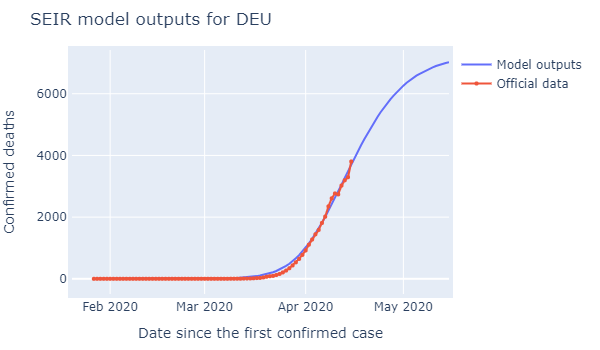 SEIR model outputs for DEU
Model outputs
Official data
Confirmed deaths
6000
4000
2000
0
Feb 2020
Mar 2020
Apr 2020
May 2020
Date since the first confirmed case